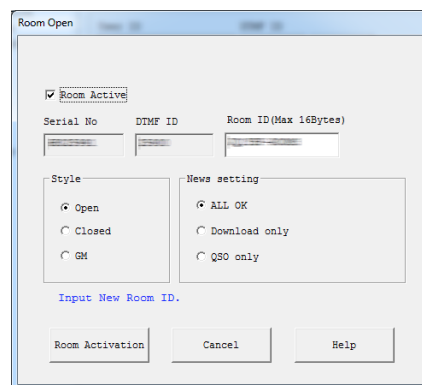 Room Open
Room Active
Serial No DTMF ID Room ID(Max 16Bytes)
Style News setting
Open ALL OK
Closed Download only
GM QSO only
Input New Room ID.
Room Activation Cancel Help